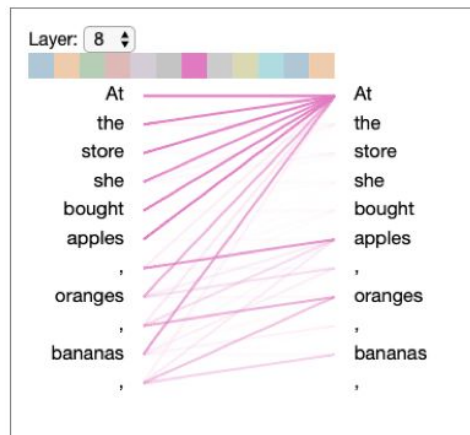 Layer: 8
At At
the the
store store
she she
bought bought
apples apples
, ,
oranges oranges
, ,
bananas bananas
, ,